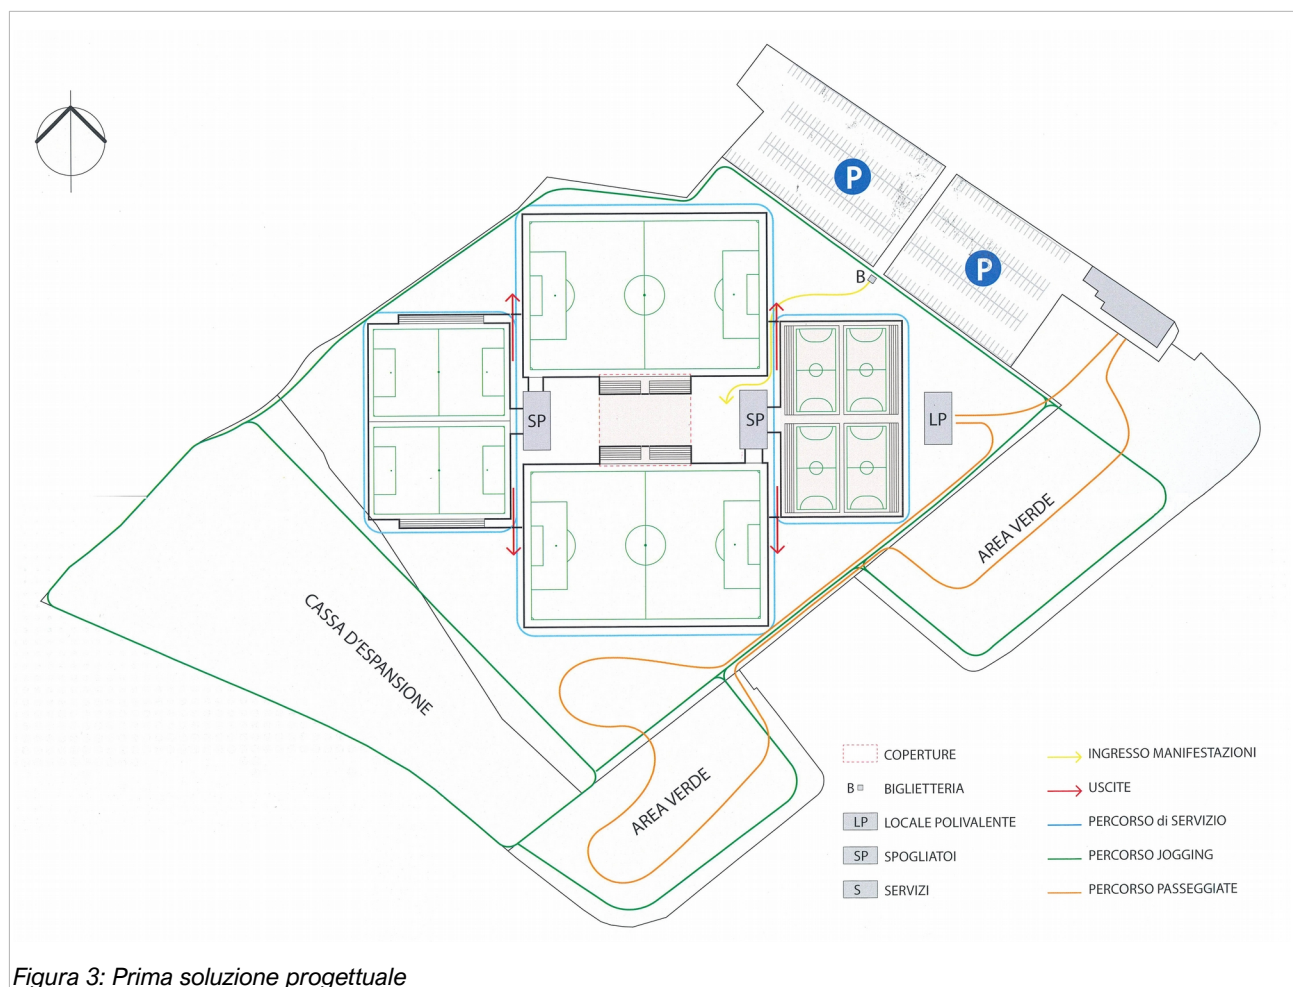 P
P
B
SP
SP
LP
AREA VERDE
CASSA D'ESPANSIONE
AREA VERDE
COPERTURE
B BIGLIETTERIA
LP LOCALE POLIVALENTE
SP SPOGLIATOI
S SERVIZI
INGRESSO MANIFESTAZIONI
USCITE
PERCORSO di SERVIZIO
PERCORSO JOGGING
PERCORSO PASSEGGIATE
Figura 3: Prima soluzione progettuale